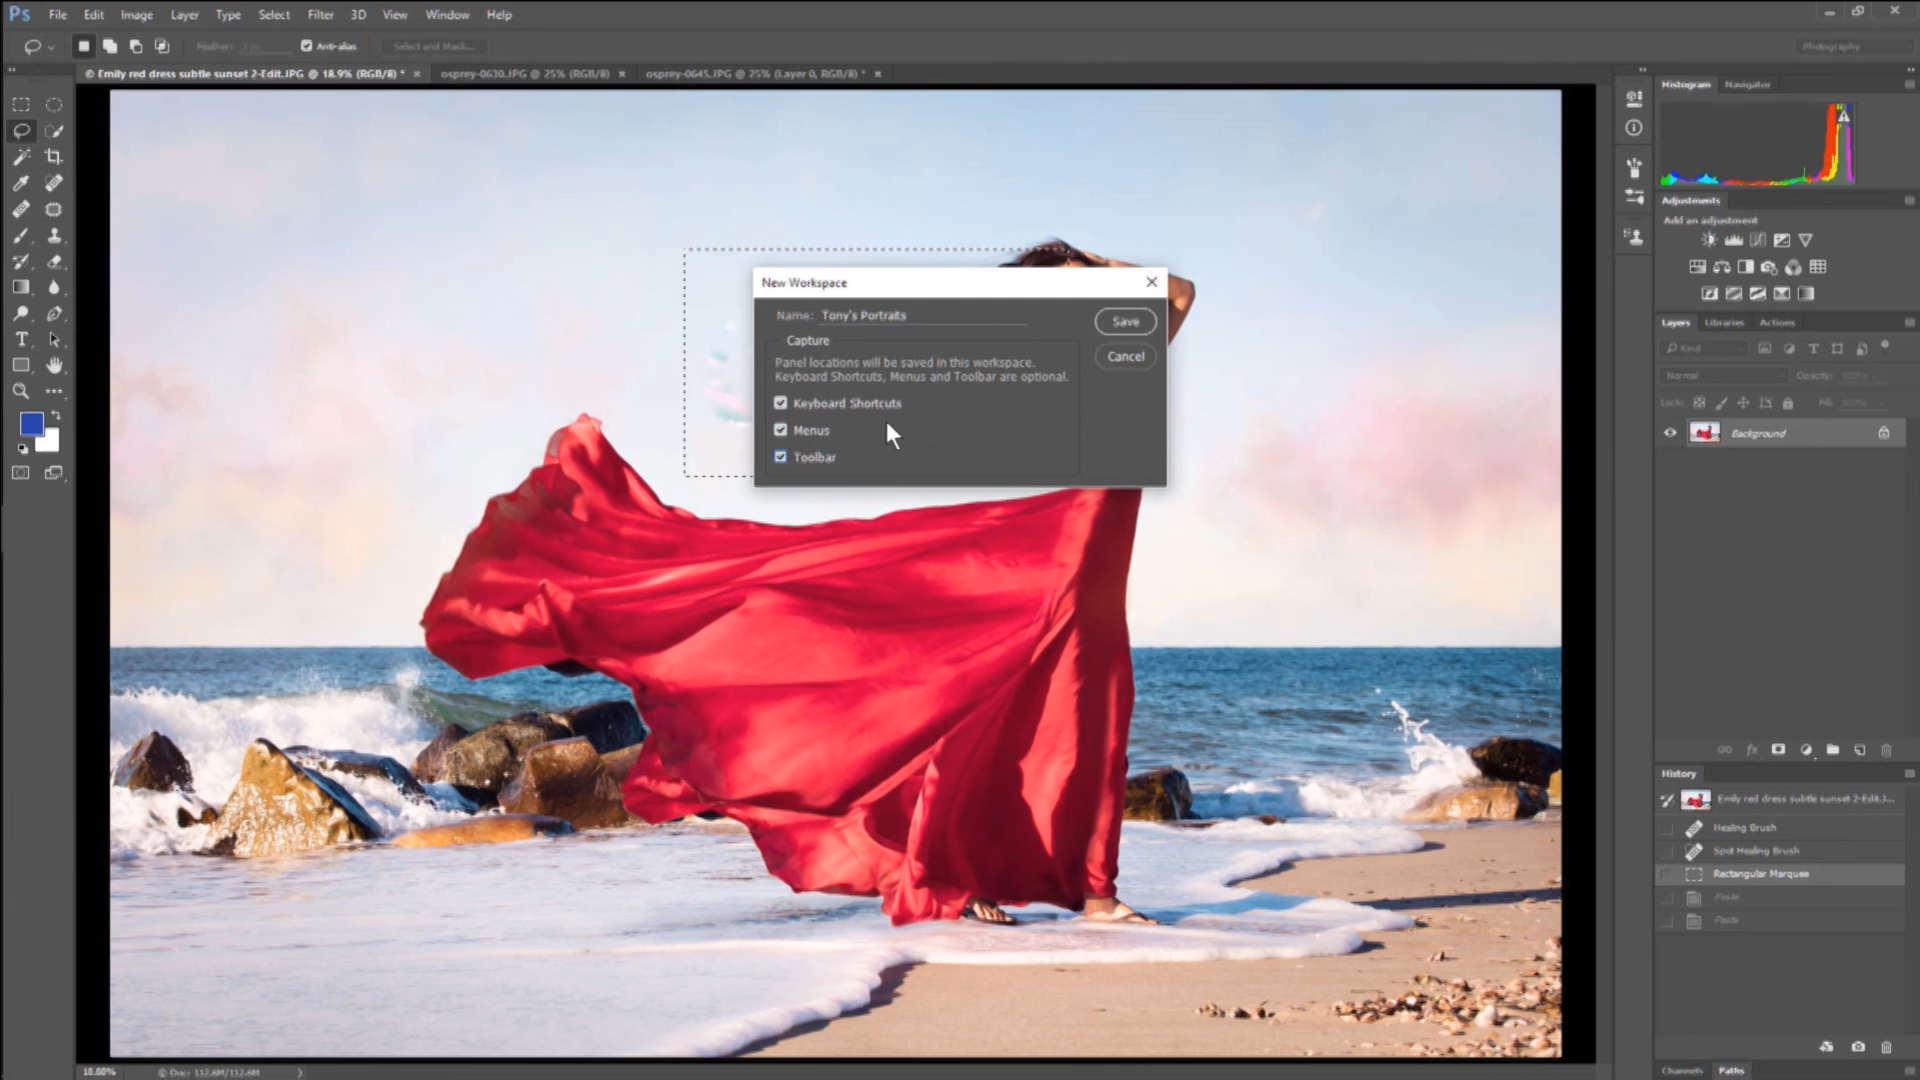 Ps File Edit Image Layer Type Select Filter 3D View Window Help
Feather: Anti-alias Select and Mask... Photography
© Emily red dress subtle sunset 2-Edit.JPG @ 18.9% (RGB/8) * × osprey-0630.JPG @ 25% (RGB/8) × osprey-0645.JPG @ 25% (Layer 0, RGB/8) * ×
Histogram Navigator
Adjustments
Add an adjustment
Layers Libraries Actions
Kind
Normal Opacity: 100%
Lock: Fill: 100%
Background
New Workspace
Name: Tony's Portraits
Save
Capture
Cancel
Panel locations will be saved in this workspace.
Keyboard Shortcuts, Menus and Toolbar are optional.
Keyboard Shortcuts
Menus
Toolbar
fx
History
Emily red dress subtle sunset 2-Edit.J...
Healing Brush
Spot Healing Brush
Rectangular Marquee
Paste
Paste
Channels Paths
Doc: 112.6M/112.6M